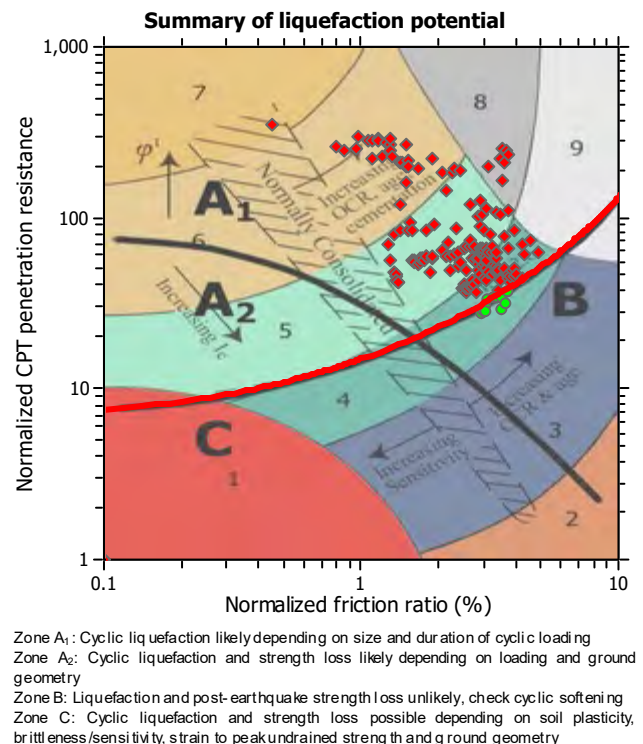 Summary of liquefaction potential
1,000
7
8
9
φ'
Increasing
OCR, age,
cementation
A1
Normally Consolidated
100
6
A2
Increasing Ic
B
5
10
4
Increasing
OCR & age
C
3
Increasing
Sensitivity
1
2
1
0.1
1
10
Normalized CPT penetration resistance
Normalized friction ratio (%)
Zone A1: Cyclic liquefaction likely depending on size and duration of cyclic loading
Zone A2: Cyclic liquefaction and strength loss likely depending on loading and ground
geometry
Zone B: Liquefaction and post-earthquake strength loss unlikely, check cyclic softening
Zone C: Cyclic liquefaction and strength loss possible depending on soil plasticity,
brittleness/sensitivity, strain to peak undrained strength and ground geometry